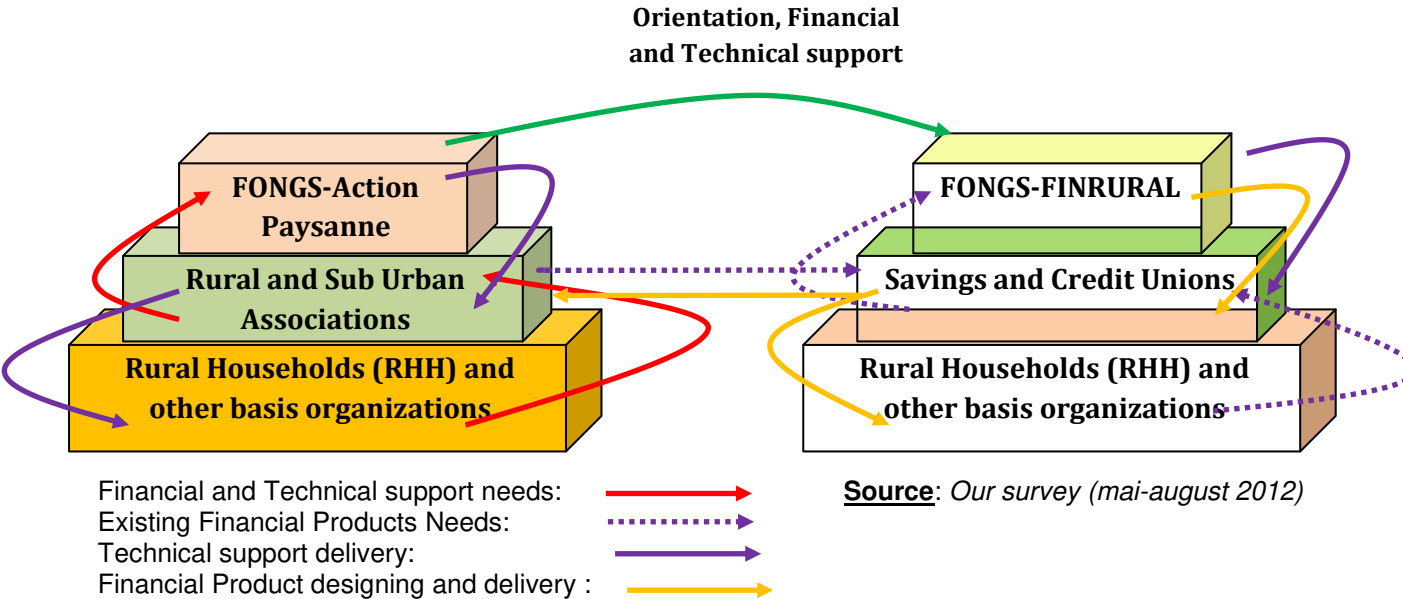 Orientation, Financial
and Technical support
FONGS-Action
Paysanne
Rural and Sub Urban
Associations
Rural Households (RHH) and
other basis organizations
FONGS-FINRURAL
Savings and Credit Unions
Rural Households (RHH) and
other basis organizations
Financial and Technical support needs:
Existing Financial Products Needs:
Technical support delivery:
Financial Product designing and delivery :
Source: Our survey (mai-august 2012)